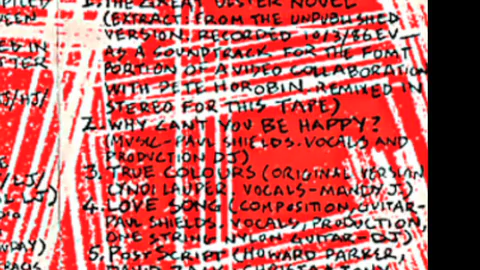 1. THE GREAT ULSTER NOVEL
(EXTRACT FROM THE UNPUBLISHED
VERSION, RECORDED 10/3/86 EV
AS A SOUNDTRACK FOR THE FOMT
PORTION OF A VIDEO COLLABORATION
WITH PETE HOROBIN. REMIXED IN
STEREO FOR THIS TAPE)
2. WHY CAN'T YOU BE HAPPY?
(MUSIC - PAUL SHIELDS. VOCALS AND
PRODUCTION DJ)
3. TRUE COLOURS (ORIGINAL VERSION
CYNDI LAUPER, VOCALS - MANDY J.)
4. LOVE SONG (COMPOSITION, GUITAR-
PAUL SHIELDS. VOCALS, PRODUCTION,
ONE STRING NYLON GUITAR - DJ)
5. POST SCRIPT (HOWARD PARKER,